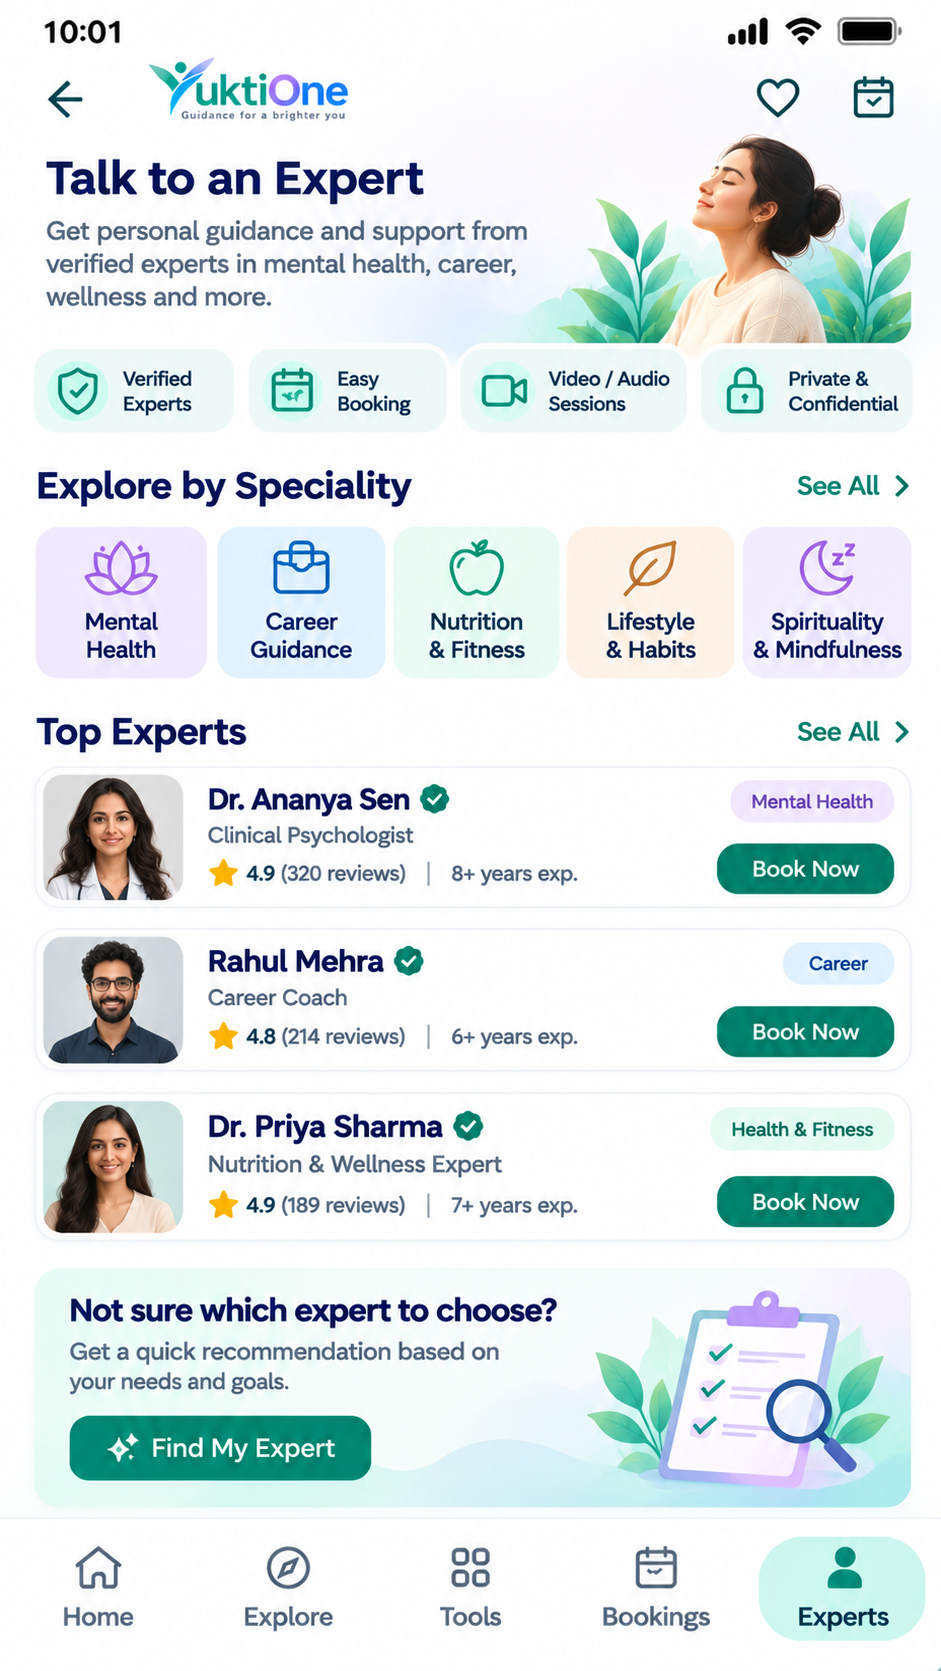 10:01
YuktiOne
Guidance for a brighter you
Talk to an Expert
Get personal guidance and support from
verified experts in mental health, career,
wellness and more.
Verified
Experts
Easy
Booking
Video / Audio
Sessions
Private &
Confidential
Explore by Speciality
See All
Mental
Health
Career
Guidance
Nutrition
& Fitness
Lifestyle
& Habits
zz
Spirituality
& Mindfulness
Top Experts
See All
Dr. Ananya Sen
Mental Health
Clinical Psychologist
4.9 (320 reviews) | 8+ years exp.
Book Now
Rahul Mehra
Career
Career Coach
4.8 (214 reviews) | 6+ years exp.
Book Now
Dr. Priya Sharma
Health & Fitness
Nutrition & Wellness Expert
4.9 (189 reviews) | 7+ years exp.
Book Now
Not sure which expert to choose?
Get a quick recommendation based on
your needs and goals.
Find My Expert
Home
Explore
Tools
Bookings
Experts